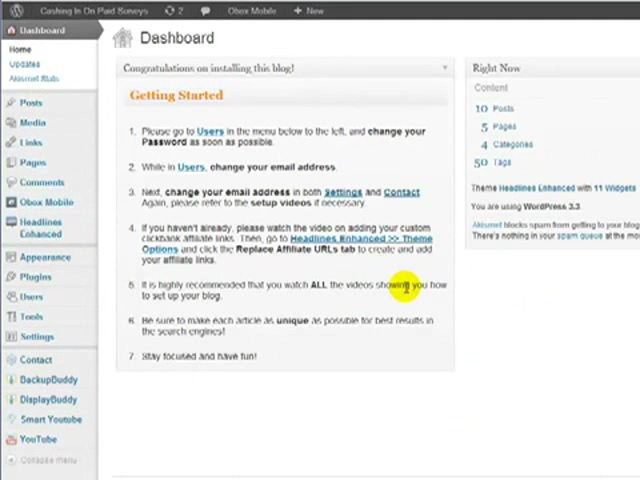 Cashing In On Paid Surveys 2 Obox Mobile + New
Dashboard
Home
Updates
Akismet Stats
Posts
Media
Links
Pages
Comments
Obox Mobile
Headlines
Enhanced
Appearance
Plugins
Users
Tools
Settings
Contact
BackupBuddy
DisplayBuddy
Smart Youtube
YouTube
Collapse menu
Dashboard
Congratulations on installing this blog!
Getting Started
1. Please go to Users in the menu below to the left, and change your
Password as soon as possible.
2. While in Users, change your email address.
3. Next, change your email address in both Settings and Contact
Again, please refer to the setup videos if necessary.
4. If you haven't already, please watch the video on adding your custom
clickbank affiliate links. Then, go to Headlines Enhanced >> Theme
Options and click the Replace Affiliate URLs tab to create and add
your affiliate links.
5. It is highly recommended that you watch ALL the videos showing you how
to set up your blog.
6. Be sure to make each article as unique as possible for best results in
the search engines!
7. Stay focused and have fun!
Right Now
Content
10 Posts
5 Pages
4 Categories
50 Tags
Theme Headlines Enhanced with 11 Widgets
You are using WordPress 3.3.
Akismet blocks spam from getting to your blog
There's nothing in your spam queue at the mom